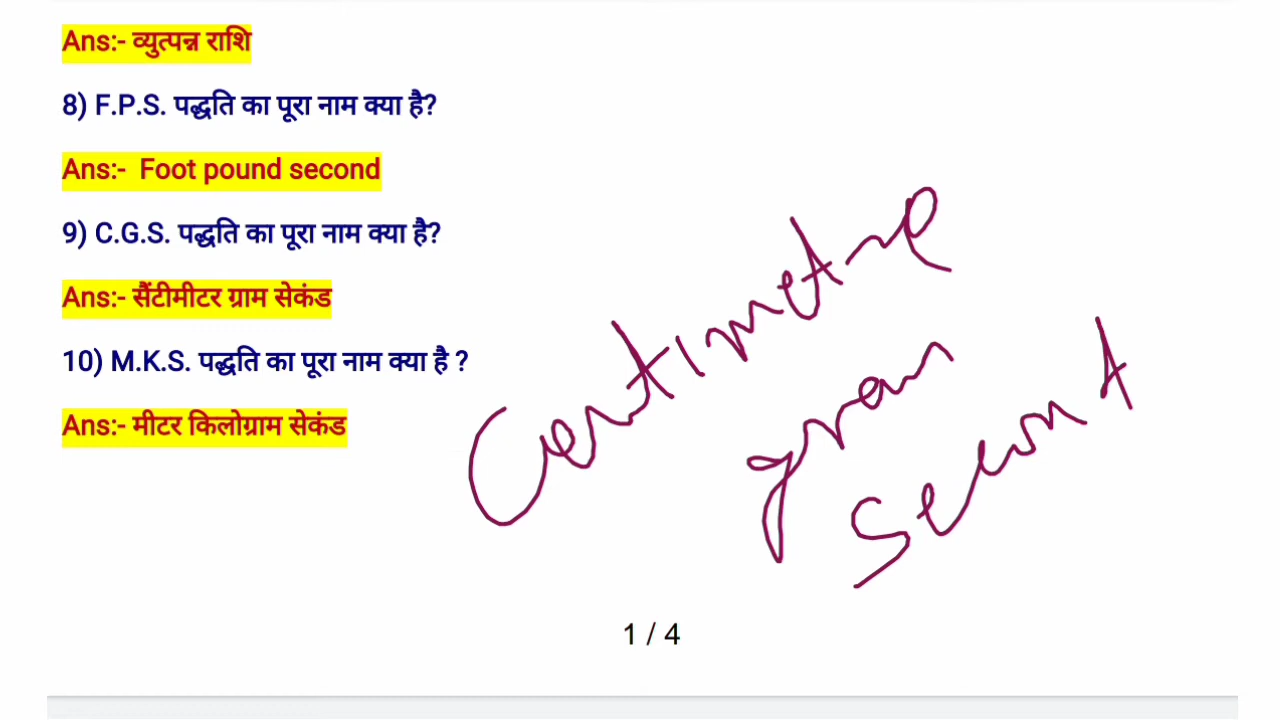 Ans:- व्युत्पन्न राशि
8) F.P.S. पद्धति का पूरा नाम क्या है?
Ans:- Foot pound second
9) C.G.S. पद्धति का पूरा नाम क्या है?
Ans:- सैंटीमीटर ग्राम सेकंड
10) M.K.S. पद्धति का पूरा नाम क्या है ?
Ans:- मीटर किलोग्राम सेकंड
Centimetre
gram
Second
1 / 4